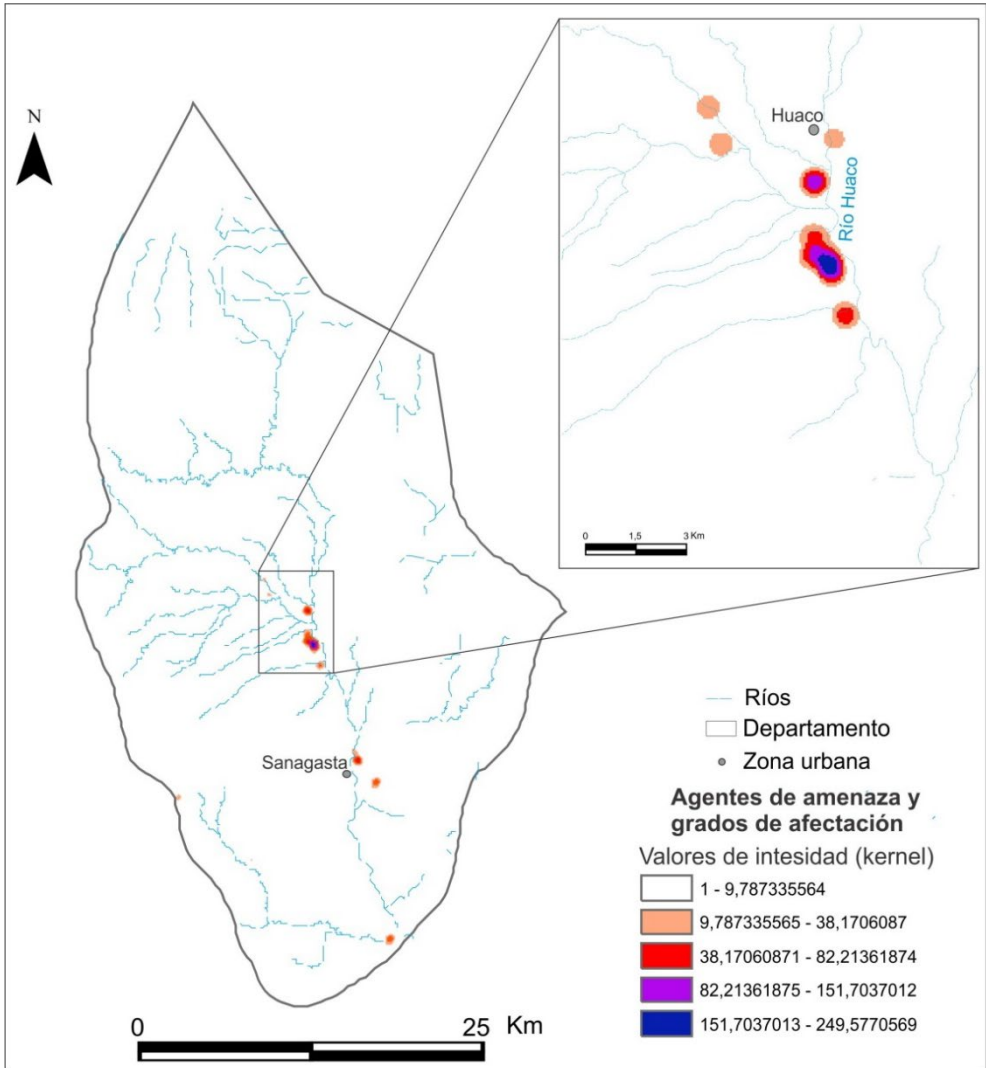 N
Huaco
Río Huaco
0 1,5 3 Km
Sanagasta
Ríos
Departamento
Zona urbana
Agentes de amenaza y
grados de afectación
Valores de intesidad (kernel)
1 - 9,787335564
9,787335565 - 38,1706087
38,17060871 - 82,21361874
82,21361875 - 151,7037012
151,7037013 - 249,5770569
0 25 Km